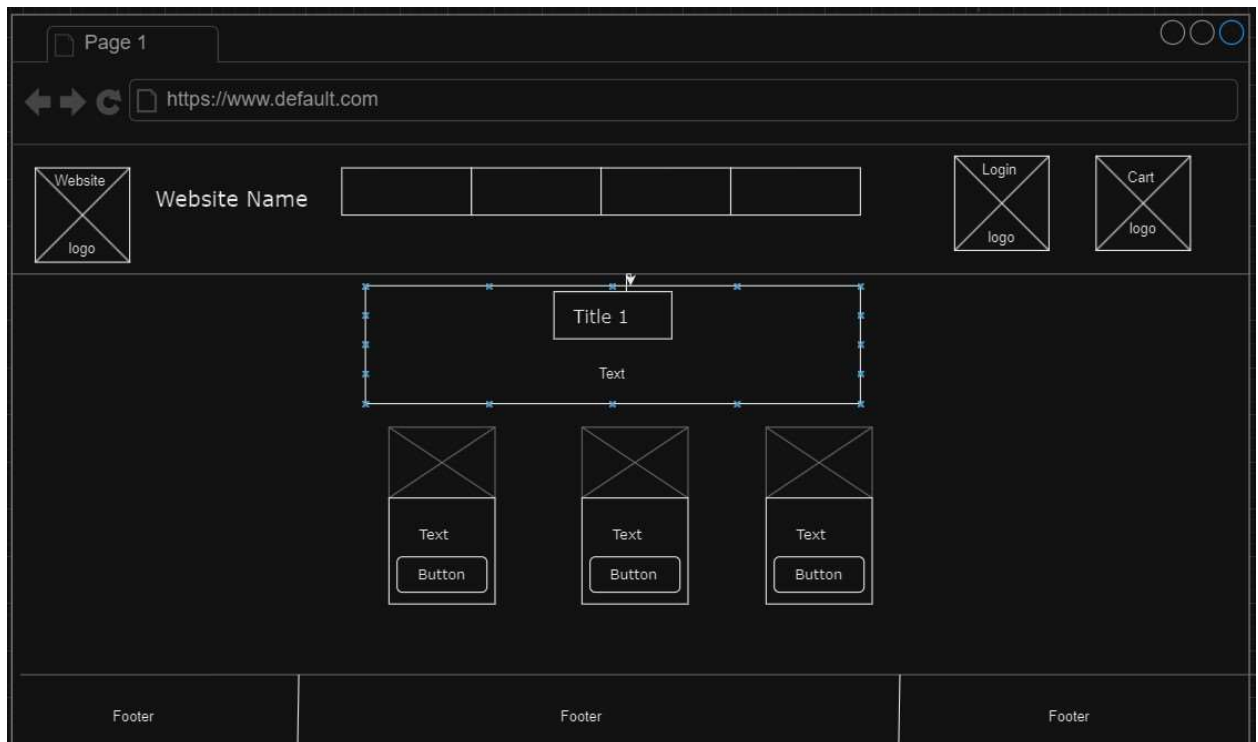 Page 1
https://www.default.com
Website
logo
Website Name
Login
logo
Cart
logo
Title 1
Text
Text
Text
Text
Button
Button
Button
Footer
Footer
Footer